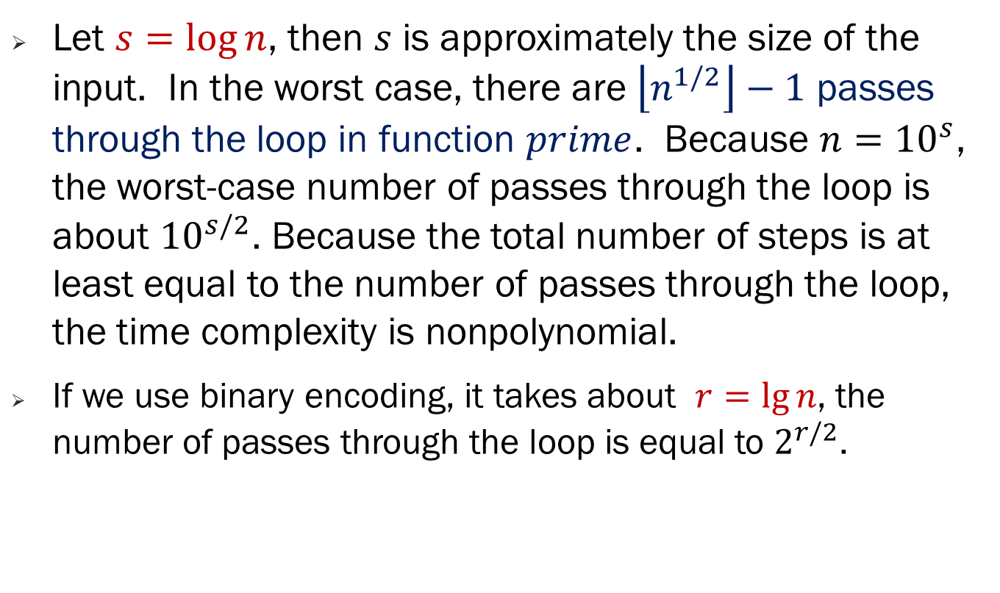 ➢ Let s = log n, then s is approximately the size of the
input.  In the worst case, there are ⌊n^{1/2}⌋ − 1 passes
through the loop in function prime.  Because n = 10^s,
the worst-case number of passes through the loop is
about 10^{s/2}. Because the total number of steps is at
least equal to the number of passes through the loop,
the time complexity is nonpolynomial.
➢ If we use binary encoding, it takes about  r = lg n, the
number of passes through the loop is equal to 2^{r/2}.